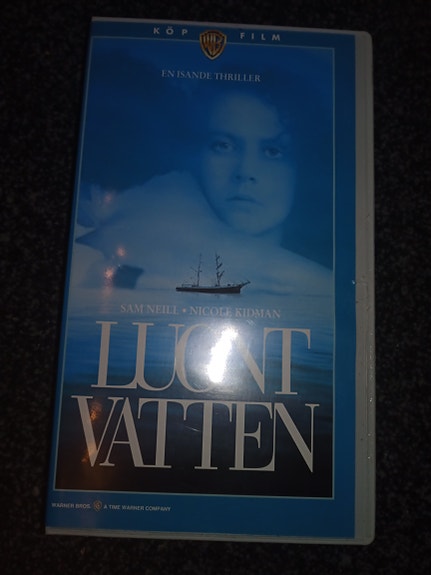 KÖP FILM
EN ISANDE THRILLER
SAM NEILL • NICOLE KIDMAN
LUGNT
VATTEN
WARNER BROS. A TIME WARNER COMPANY